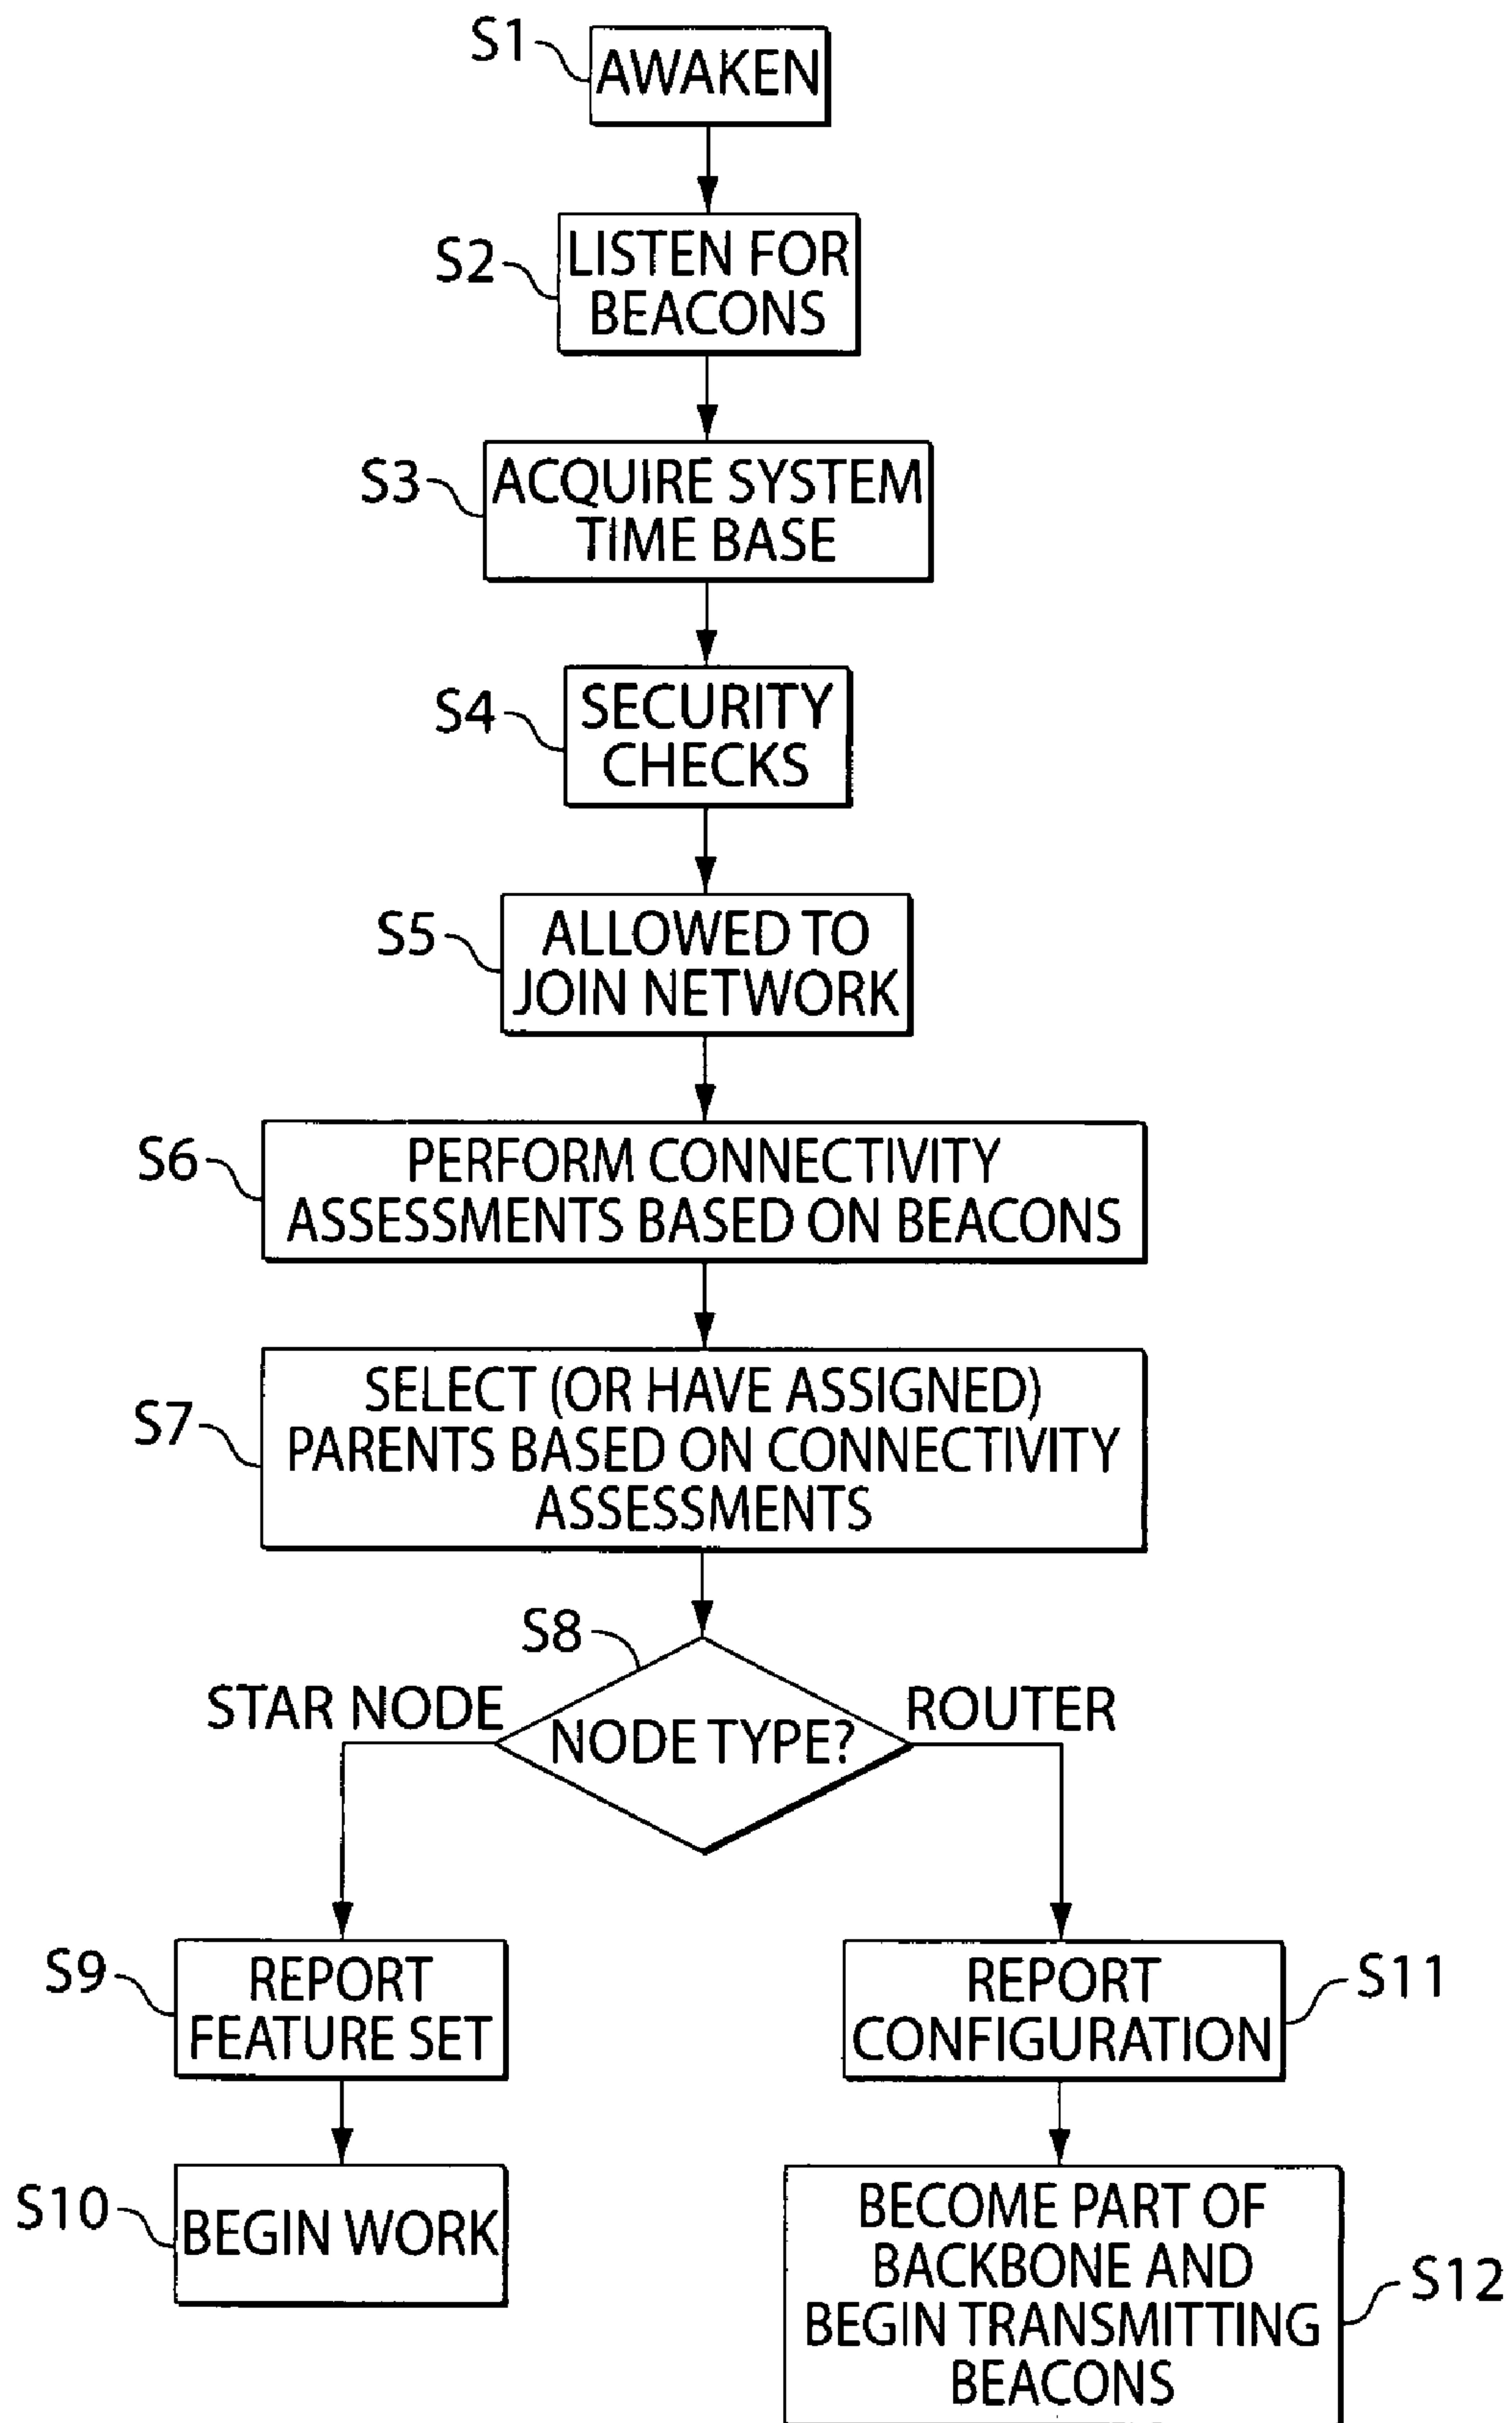 S1
AWAKEN
S2
LISTEN FOR
BEACONS
S3
ACQUIRE SYSTEM
TIME BASE
S4
SECURITY
CHECKS
S5
ALLOWED TO
JOIN NETWORK
S6
PERFORM CONNECTIVITY
ASSESSMENTS BASED ON BEACONS
S7
SELECT (OR HAVE ASSIGNED)
PARENTS BASED ON CONNECTIVITY
ASSESSMENTS
S8
STAR NODE
NODE TYPE?
ROUTER
S9
REPORT
FEATURE SET
S10
BEGIN WORK
REPORT
CONFIGURATION
S11
BECOME PART OF
BACKBONE AND
BEGIN TRANSMITTING
BEACONS
S12